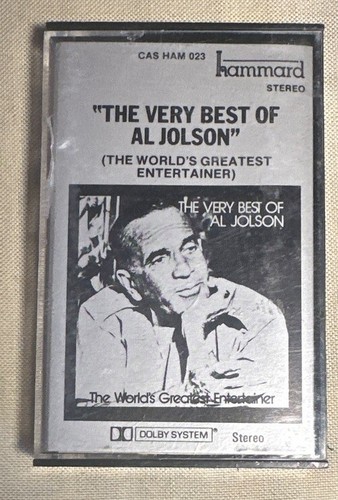 CAS HAM 023
hammard
STEREO
"THE VERY BEST OF
AL JOLSON"
(THE WORLD'S GREATEST
ENTERTAINER)
THE VERY BEST OF
AL JOLSON
The World's Greatest Entertainer
DOLBY SYSTEM
Stereo